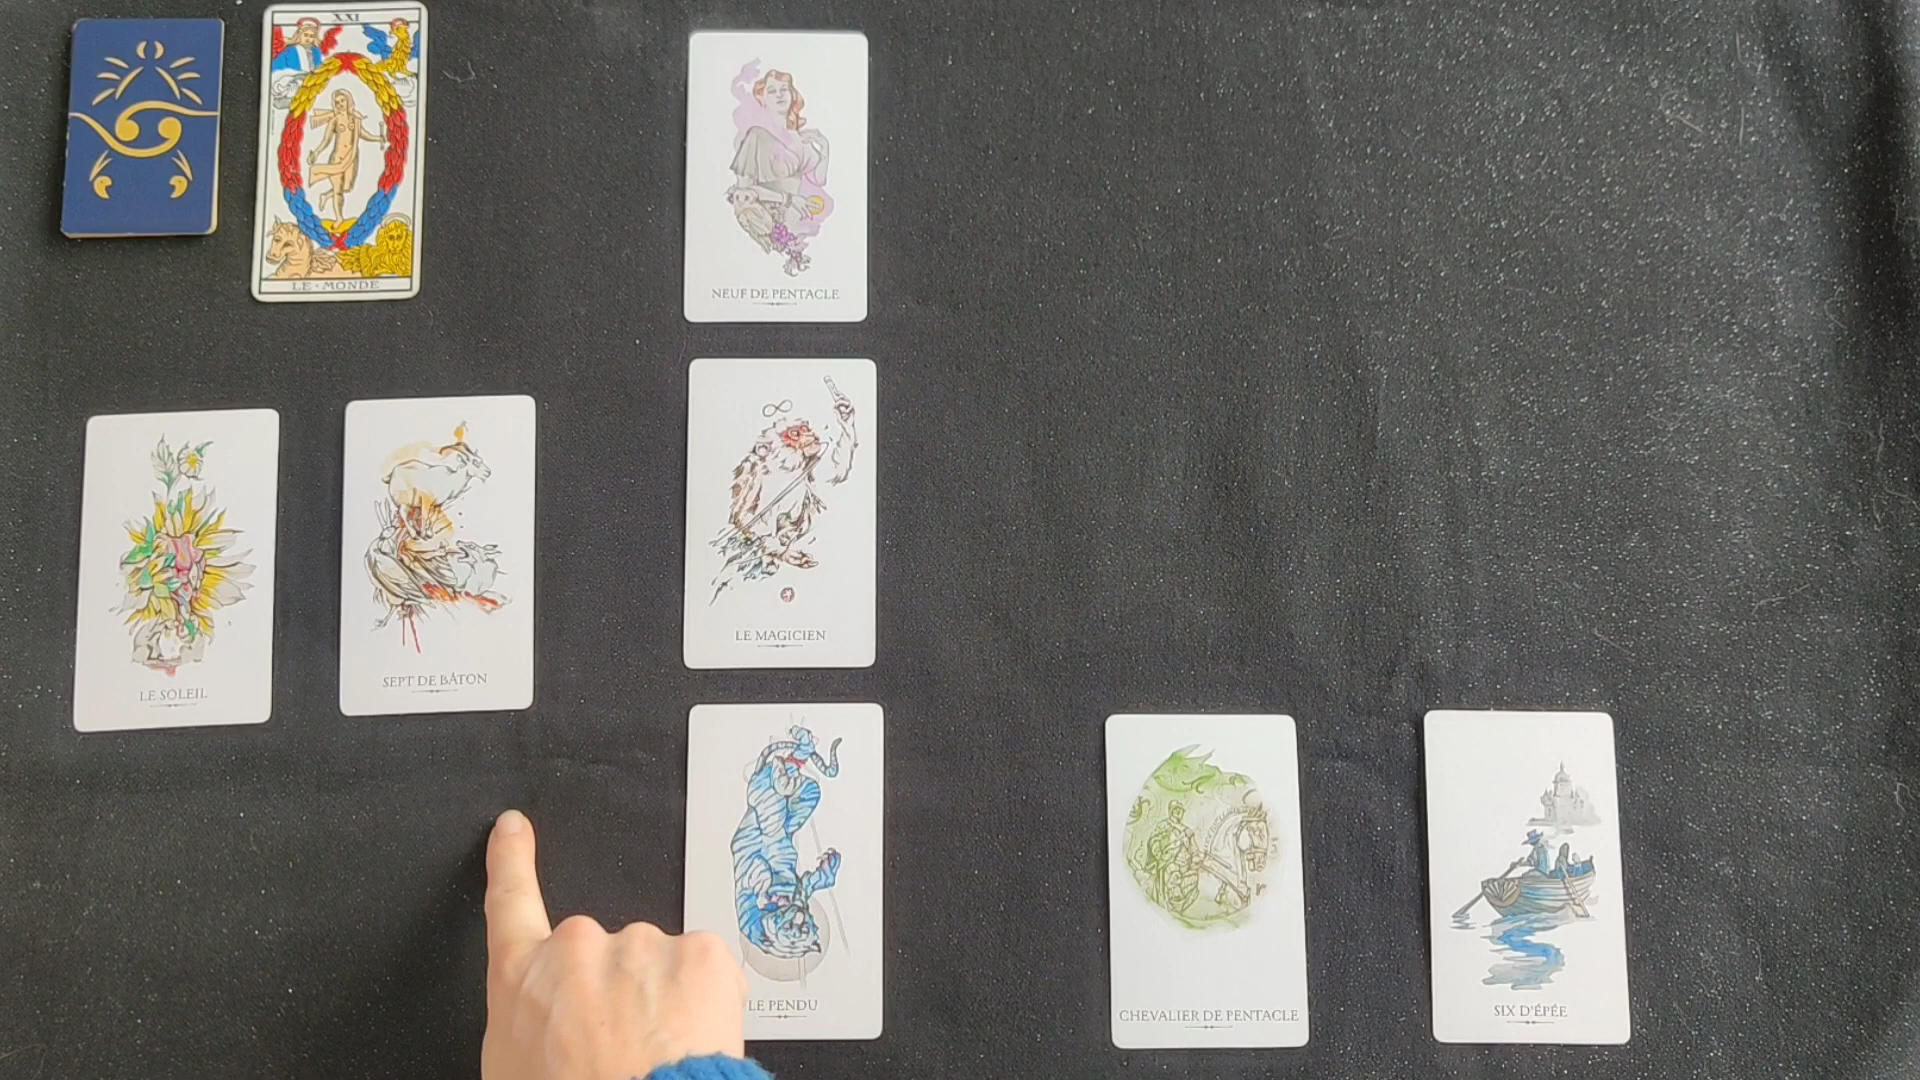 XXI
LE • MONDE
NEUF DE PENTACLE
LE SOLEIL
SEPT DE BÂTON
LE MAGICIEN
LE PENDU
CHEVALIER DE PENTACLE
SIX D'ÉPÉE